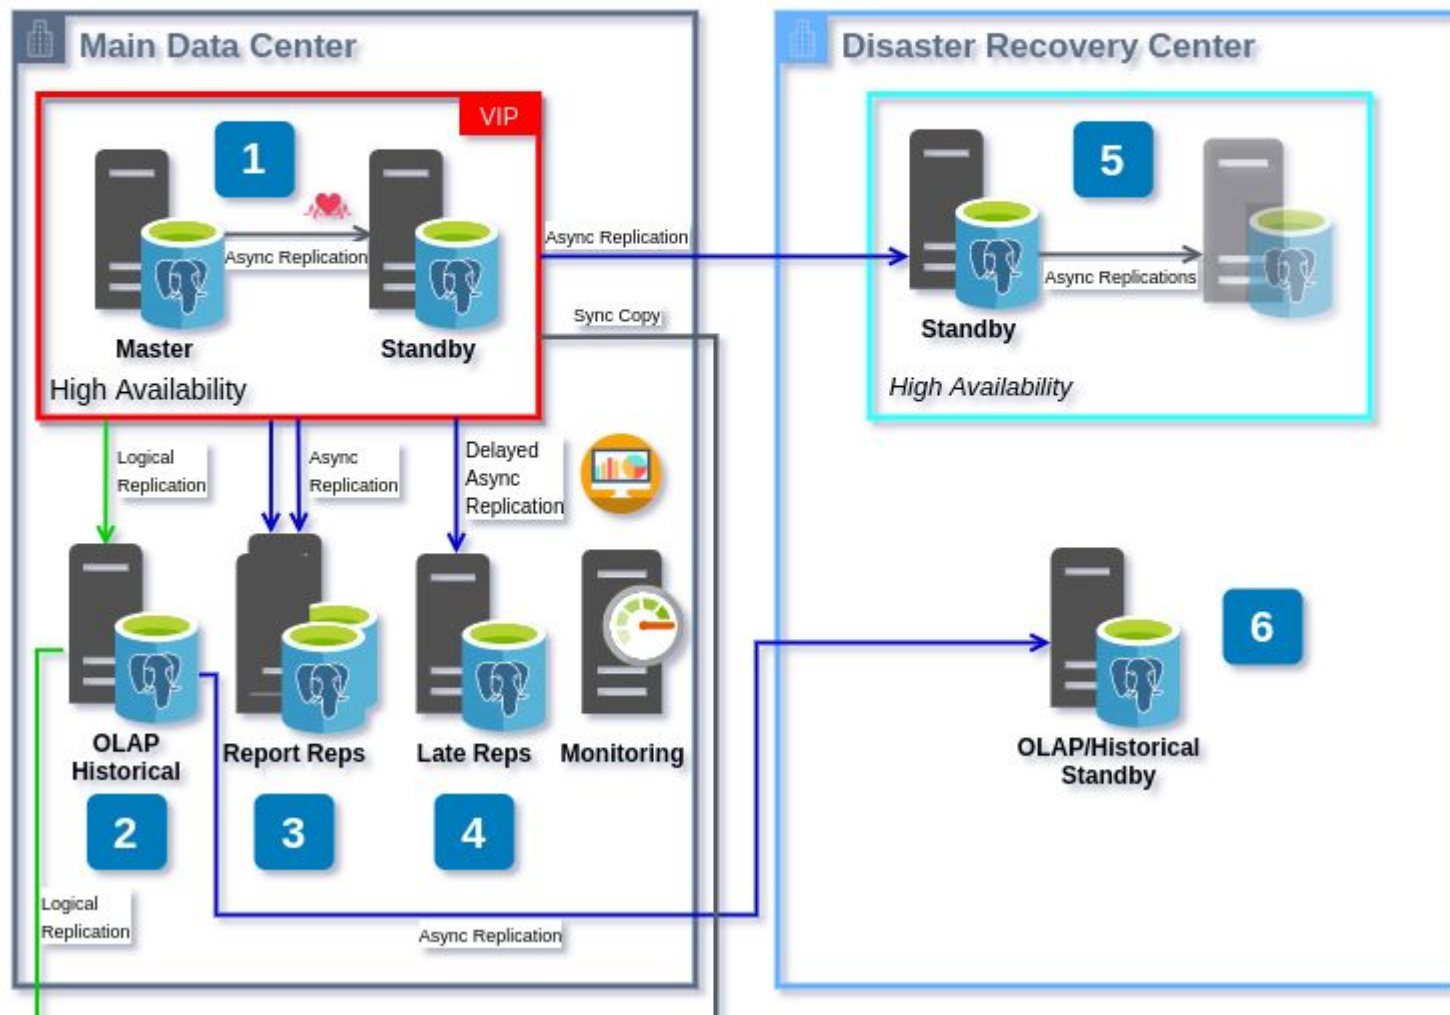 Main Data Center
VIP
1
Async Replication
Master
Standby
High Availability
Async Replication
Sync Copy
Logical
Replication
Async
Replication
Delayed
Async
Replication
OLAP
Historical
Report Reps
Late Reps
Monitoring
2
3
4
Logical
Replication
Async Replication
Disaster Recovery Center
5
Async Replications
Standby
High Availability
6
OLAP/Historical
Standby